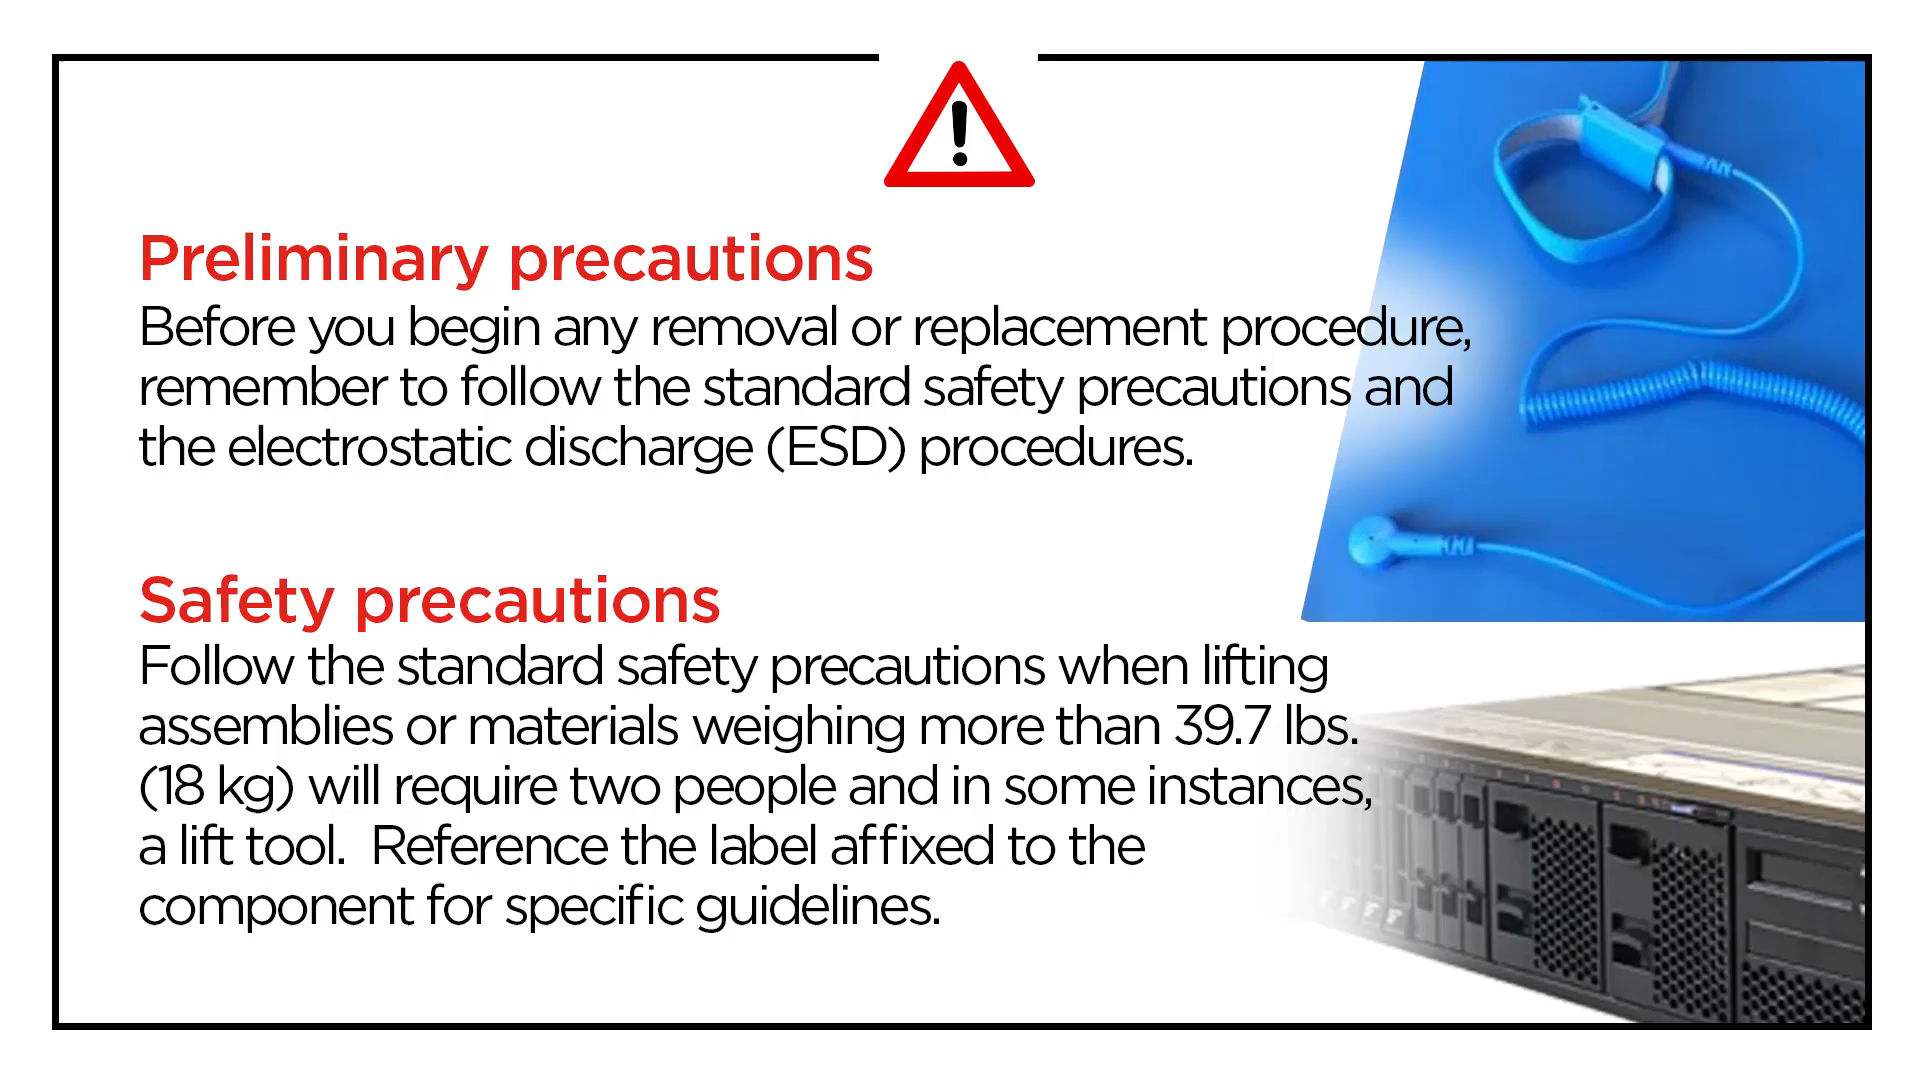 Preliminary precautions
Before you begin any removal or replacement procedure,
remember to follow the standard safety precautions and
the electrostatic discharge (ESD) procedures.
Safety precautions
Follow the standard safety precautions when lifting
assemblies or materials weighing more than 39.7 lbs.
(18 kg) will require two people and in some instances,
a lift tool.  Reference the label affixed to the
component for specific guidelines.